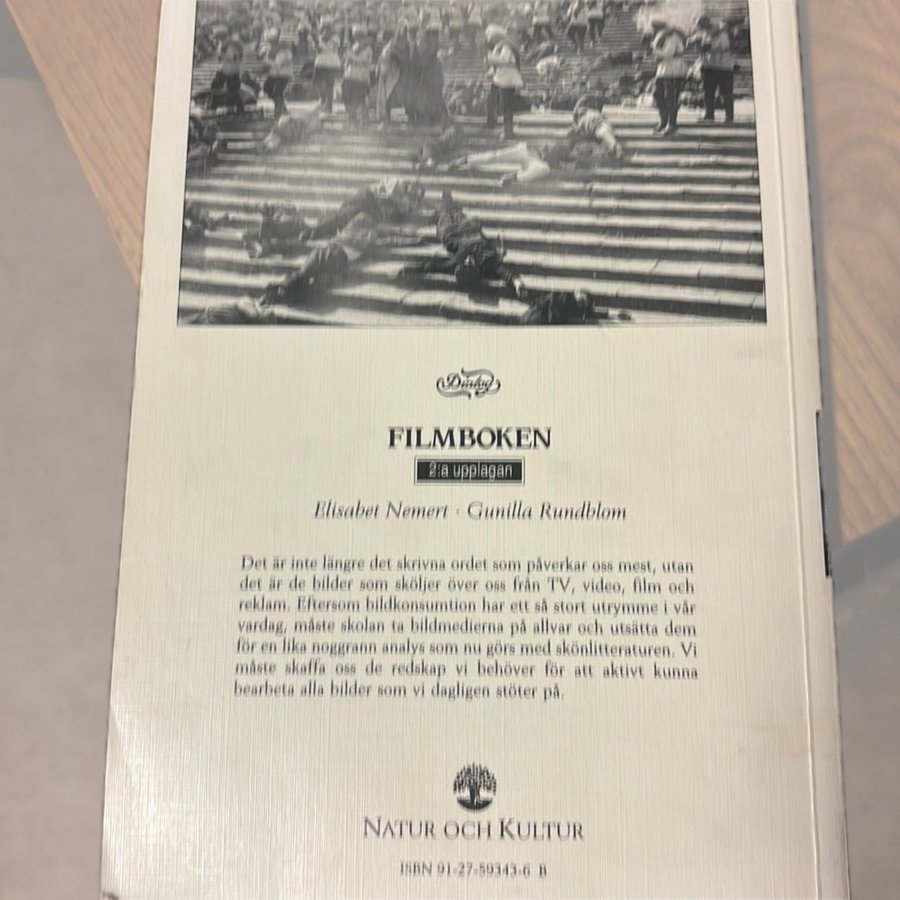 Dialog
FILMBOKEN
2:a upplagan
Elisabet Nemert · Gunilla Rundblom
Det är inte längre det skrivna ordet som påverkar oss mest, utan
det är de bilder som sköljer över oss från TV, video, film och
reklam. Eftersom bildkonsumtion har ett så stort utrymme i vår
vardag, måste skolan ta bildmedierna på allvar och utsätta dem
för en lika noggrann analys som nu görs med skönlitteraturen. Vi
måste skaffa oss de redskap vi behöver för att aktivt kunna
bearbeta alla bilder som vi dagligen stöter på.
NATUR OCH KULTUR
ISBN 91-27-59343-6 B